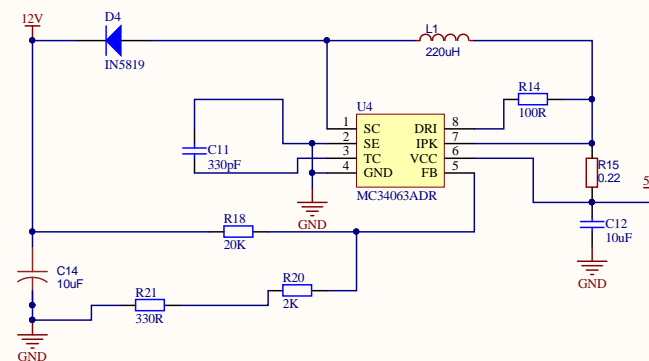 12V
D4
IN5819
L1
220uH
U4
R14
100R
1 SC DRI 8
2 SE IPK 7
3 TC VCC 6
4 GND FB 5
MC34063ADR
C11
330pF
R15
0.22
5
GND
R18
20K
C12
10uF
GND
C14
10uF
R20
2K
R21
330R
GND